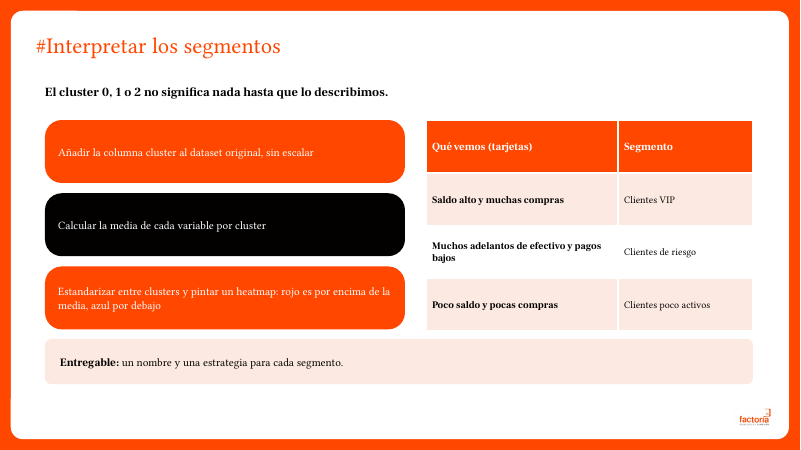 #Interpretar los segmentos
El cluster 0, 1 o 2 no significa nada hasta que lo describimos.
Añadir la columna cluster al dataset original, sin escalar
Calcular la media de cada variable por cluster
Estandarizar entre clusters y pintar un heatmap: rojo es por encima de la
media, azul por debajo
Qué vemos (tarjetas)
Segmento
Saldo alto y muchas compras
Clientes VIP
Muchos adelantos de efectivo y pagos
bajos
Clientes de riesgo
Poco saldo y pocas compras
Clientes poco activos
Entregable: un nombre y una estrategia para cada segmento.
factoría